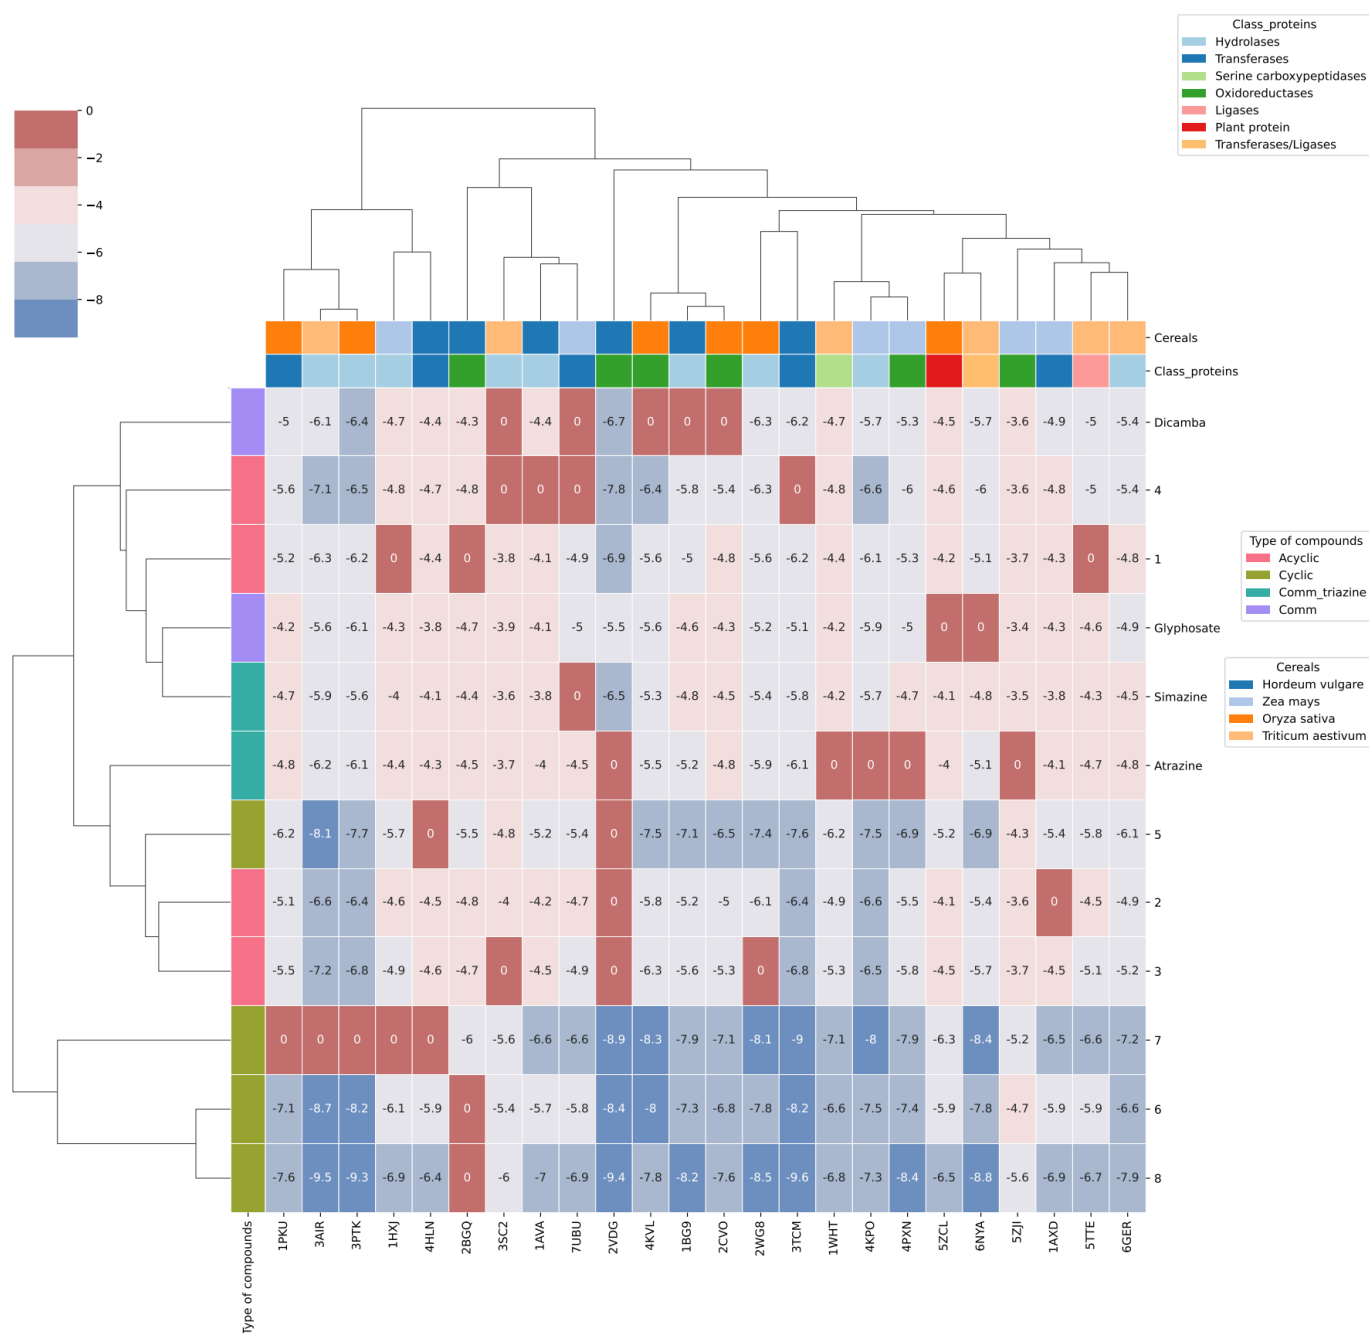 Class_proteins
Hydrolases
Transferases
Serine carboxypeptidases
Oxidoreductases
Ligases
Plant protein
Transferases/Ligases
0
−2
−4
−6
−8
Cereals
Class_proteins
-5 -6.1 -6.4 -4.7 -4.4 -4.3 0 -4.4 0 -6.7 0 0 0 -6.3 -6.2 -4.7 -5.7 -5.3 -4.5 -5.7 -3.6 -4.9 -5 -5.4 Dicamba
-5.6 -7.1 -6.5 -4.8 -4.7 -4.8 0 0 0 -7.8 -6.4 -5.8 -5.4 -6.3 0 -4.8 -6.6 -6 -4.6 -6 -3.6 -4.8 -5 -5.4 4
-5.2 -6.3 -6.2 0 -4.4 0 -3.8 -4.1 -4.9 -6.9 -5.6 -5 -4.8 -5.6 -6.2 -4.4 -6.1 -5.3 -4.2 -5.1 -3.7 -4.3 0 -4.8 1
-4.2 -5.6 -6.1 -4.3 -3.8 -4.7 -3.9 -4.1 -5 -5.5 -5.6 -4.6 -4.3 -5.2 -5.1 -4.2 -5.9 -5 0 0 -3.4 -4.3 -4.6 -4.9 Glyphosate
-4.7 -5.9 -5.6 -4 -4.1 -4.4 -3.6 -3.8 0 -6.5 -5.3 -4.8 -4.5 -5.4 -5.8 -4.2 -5.7 -4.7 -4.1 -4.8 -3.5 -3.8 -4.3 -4.5 Simazine
-4.8 -6.2 -6.1 -4.4 -4.3 -4.5 -3.7 -4 -4.5 0 -5.5 -5.2 -4.8 -5.9 -6.1 0 0 0 -4 -5.1 0 -4.1 -4.7 -4.8 Atrazine
-6.2 -8.1 -7.7 -5.7 0 -5.5 -4.8 -5.2 -5.4 0 -7.5 -7.1 -6.5 -7.4 -7.6 -6.2 -7.5 -6.9 -5.2 -6.9 -4.3 -5.4 -5.8 -6.1 5
-5.1 -6.6 -6.4 -4.6 -4.5 -4.8 -4 -4.2 -4.7 0 -5.8 -5.2 -5 -6.1 -6.4 -4.9 -6.6 -5.5 -4.1 -5.4 -3.6 0 -4.5 -4.9 2
-5.5 -7.2 -6.8 -4.9 -4.6 -4.7 0 -4.5 -4.9 0 -6.3 -5.6 -5.3 0 -6.8 -5.3 -6.5 -5.8 -4.5 -5.7 -3.7 -4.5 -5.1 -5.2 3
0 0 0 0 0 -6 -5.6 -6.6 -6.6 -8.9 -8.3 -7.9 -7.1 -8.1 -9 -7.1 -8 -7.9 -6.3 -8.4 -5.2 -6.5 -6.6 -7.2 7
-7.1 -8.7 -8.2 -6.1 -5.9 0 -5.4 -5.7 -5.8 -8.4 -8 -7.3 -6.8 -7.8 -8.2 -6.6 -7.5 -7.4 -5.9 -7.8 -4.7 -5.9 -5.9 -6.6 6
-7.6 -9.5 -9.3 -6.9 -6.4 0 -6 -7 -6.9 -9.4 -7.8 -8.2 -7.6 -8.5 -9.6 -6.8 -7.3 -8.4 -6.5 -8.8 -5.6 -6.9 -6.7 -7.9 8
Type of compounds
Acyclic
Cyclic
Comm_triazine
Comm
Cereals
Hordeum vulgare
Zea mays
Oryza sativa
Triticum aestivum
Type of compounds
1PKU 3AIR 3PTK 1HXJ 4HLN 2BGQ 3SC2 1AVA 7UBU 2VDG 4KVL 1BG9 2CVO 2WG8 3TCM 1WHT 4KPO 4PXN 5ZCL 6NYA 5ZJI 1AXD 5TTE 6GER